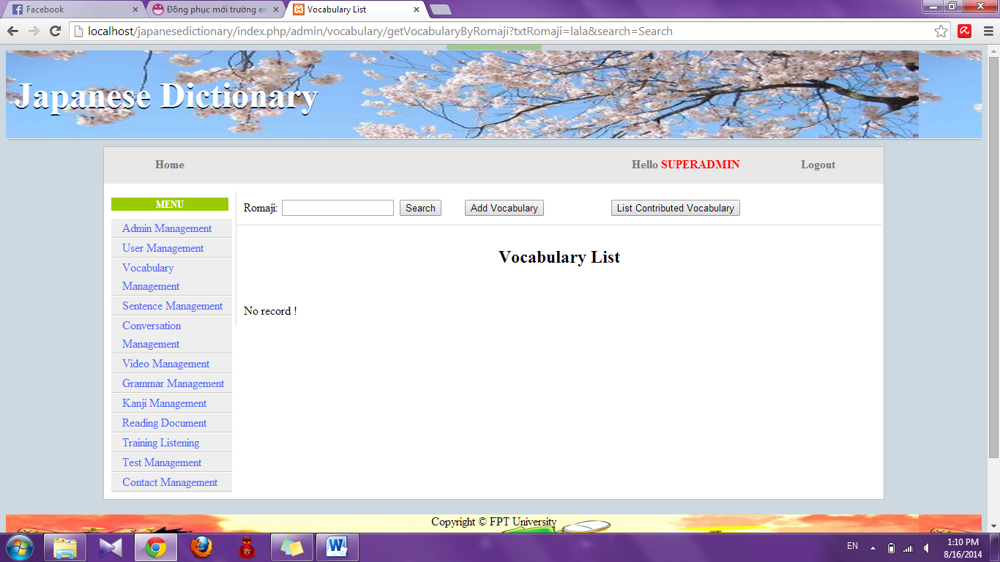 Facebook
Đồng phục mới trường em
Vocabulary List
localhost/japanesedictionary/index.php/admin/vocabulary/getVocabularyByRomaji?txtRomaji=lala&search=Search
Japanese Dictionary
Home
Hello SUPERADMIN
Logout
MENU
Admin Management
User Management
Vocabulary
Management
Sentence Management
Conversation
Management
Video Management
Grammar Management
Kanji Management
Reading Document
Training Listening
Test Management
Contact Management
Romaji:
Search
Add Vocabulary
List Contributed Vocabulary
Vocabulary List
No record !
Copyright © FPT University
EN
1:10 PM
8/16/2014